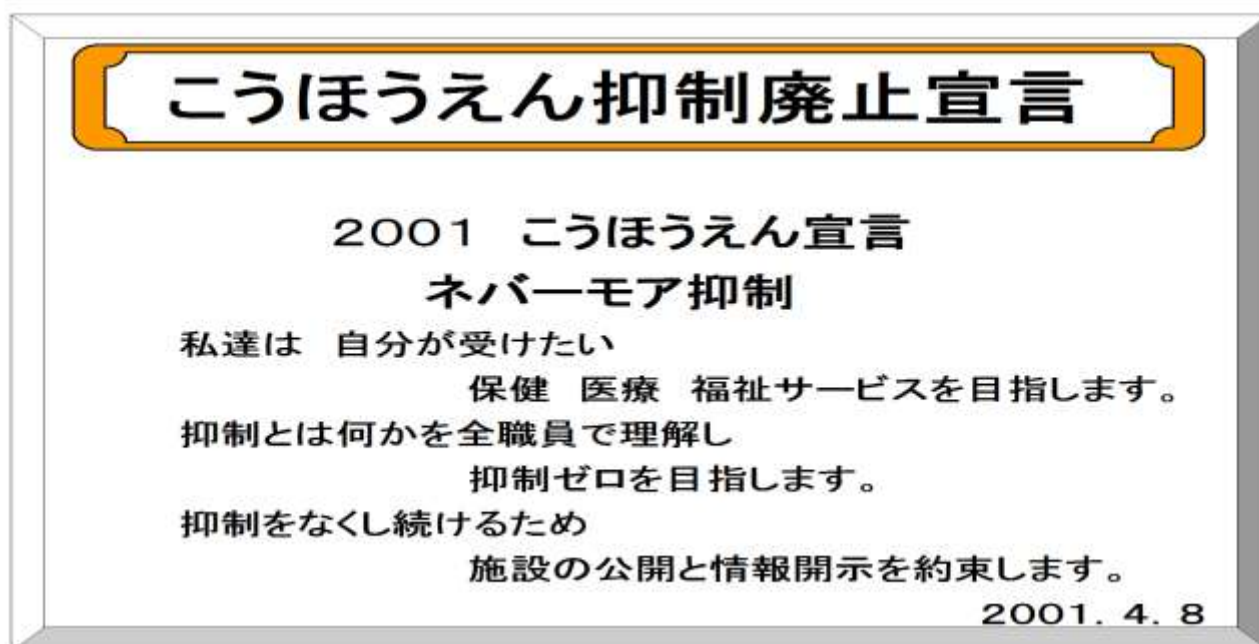 こうほうえん抑制廃止宣言
2001　こうほうえん宣言
ネバーモア抑制
私達は　自分が受けたい
保健　医療　福祉サービスを目指します。
抑制とは何かを全職員で理解し
抑制ゼロを目指します。
抑制をなくし続けるため
施設の公開と情報開示を約束します。
2001．4．8